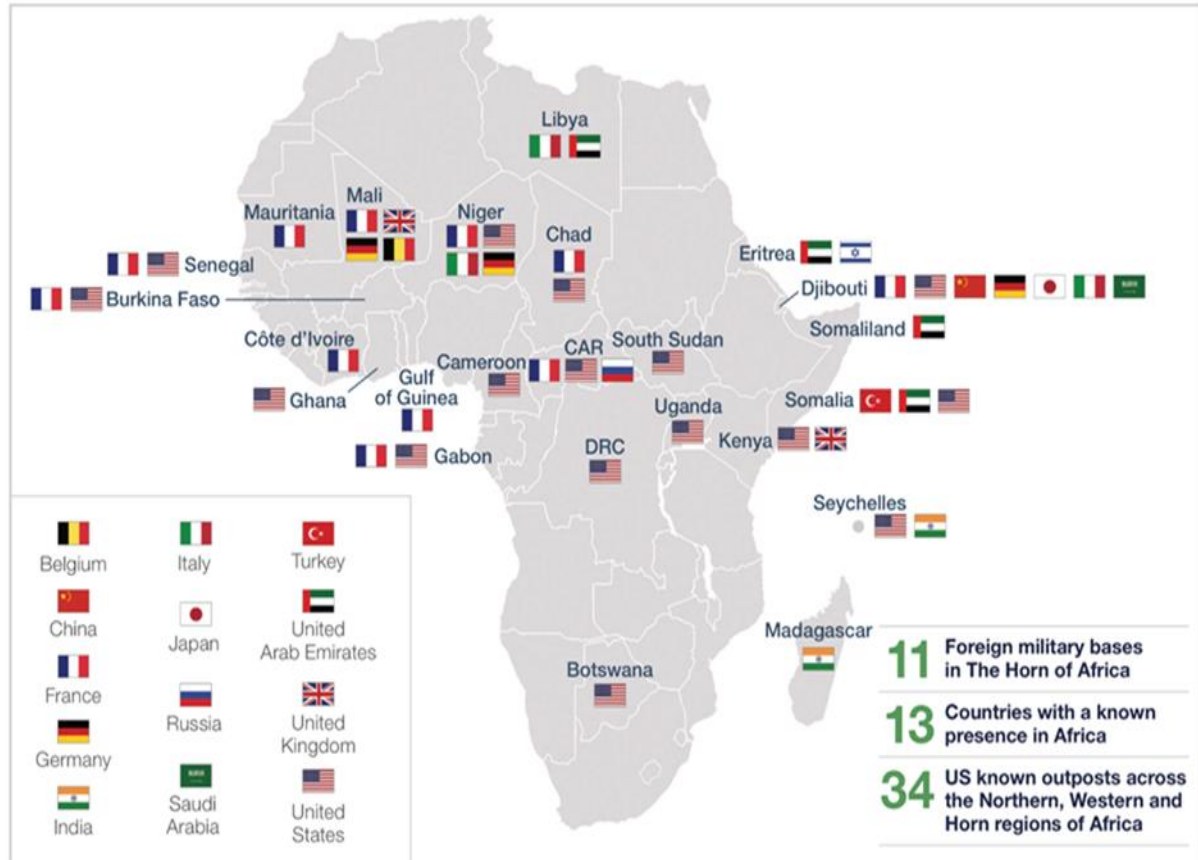 Libya
Mali
Mauritania
Niger
Chad
Senegal
Burkina Faso
Eritrea
Djibouti
Somaliland
Côte d’Ivoire
Ghana
Gulf
of Guinea
Cameroon
CAR
South Sudan
Gabon
Uganda
DRC
Somalia
Kenya
Seychelles
Madagascar
Botswana
Belgium
China
France
Germany
India
Italy
Japan
Russia
Saudi
Arabia
Turkey
United
Arab Emirates
United
Kingdom
United
States
11 Foreign military bases
in The Horn of Africa
13 Countries with a known
presence in Africa
34 US known outposts across
the Northern, Western and
Horn regions of Africa